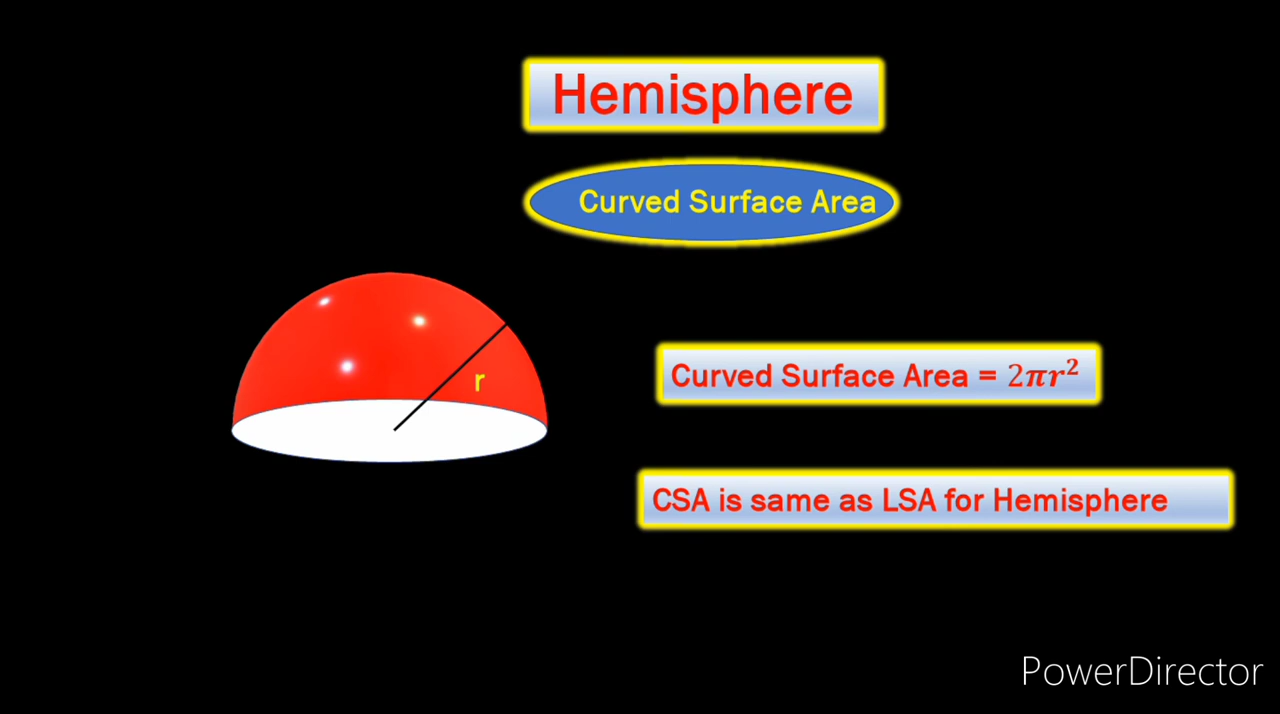 Hemisphere
Curved Surface Area
r
Curved Surface Area = 2πr²
CSA is same as LSA for Hemisphere
PowerDirector